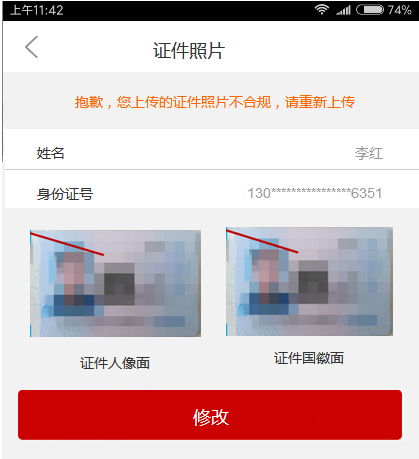 上午11:42
74%
证件照片
抱歉，您上传的证件照片不合规，请重新上传
姓名
李红
身份证号
130****************6351
证件人像面
证件国徽面
修改